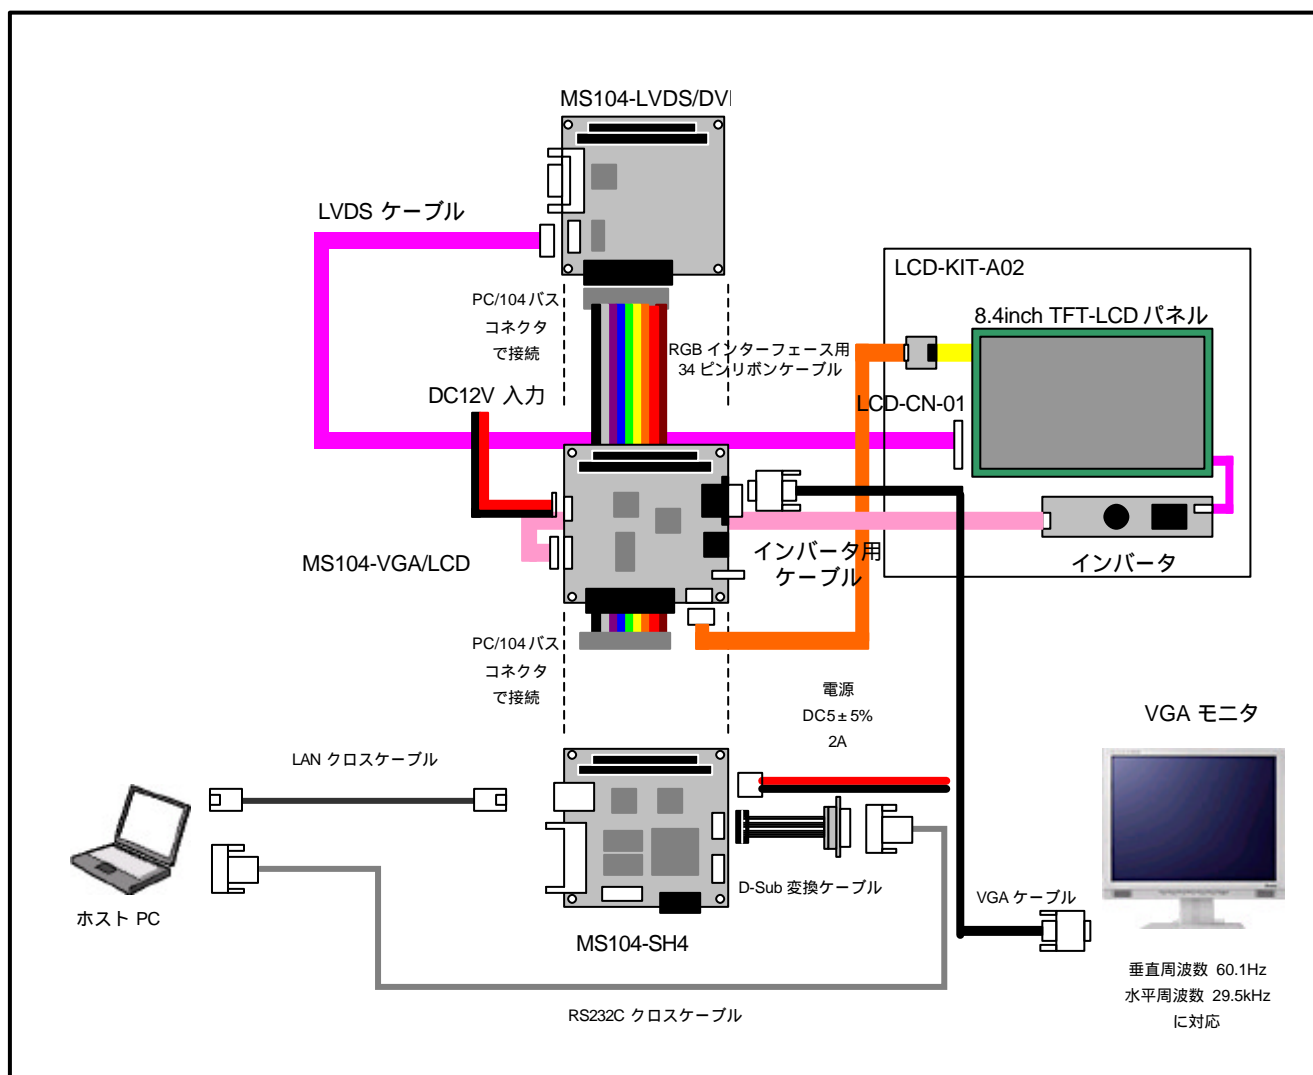 MS104-LVDS/DVI
LVDS ケーブル
LCD-KIT-A02
8.4inch TFT-LCD パネル
PC/104 バス
コネクタ
で接続
RGB インターフェース用
34 ピンリボンケーブル
DC12V 入力
LCD-CN-01
MS104-VGA/LCD
インバータ用
ケーブル
インバータ
PC/104 バス
コネクタ
で接続
電源
DC5±5%
2A
VGA モニタ
LAN クロスケーブル
D-Sub 変換ケーブル
VGA ケーブル
ホスト PC
MS104-SH4
垂直周波数 60.1Hz
水平周波数 29.5kHz
に対応
RS232C クロスケーブル